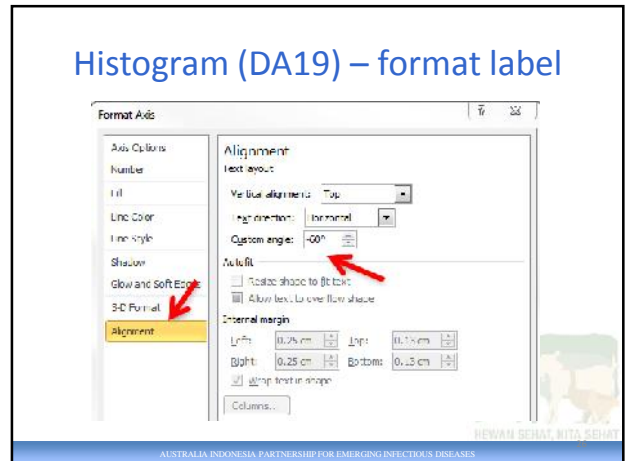 Histogram (DA19) – format label
Format Axis
Axis Options
Number
Fill
Line Color
Line Style
Shadow
Glow and Soft Edges
3-D Format
Alignment
Alignment
Text layout
Vertical alignment: Top
Text direction: Horizontal
Custom angle: -60°
Autofit
Resize shape to fit text
Allow text to overflow shape
Internal margin
Left: 0.25 cm Top: 0.13 cm
Right: 0.25 cm Bottom: 0.13 cm
Wrap text in shape
Columns...
HEWAN SEHAT, KITA SEHAT
AUSTRALIA INDONESIA PARTNERSHIP FOR EMERGING INFECTIOUS DISEASES